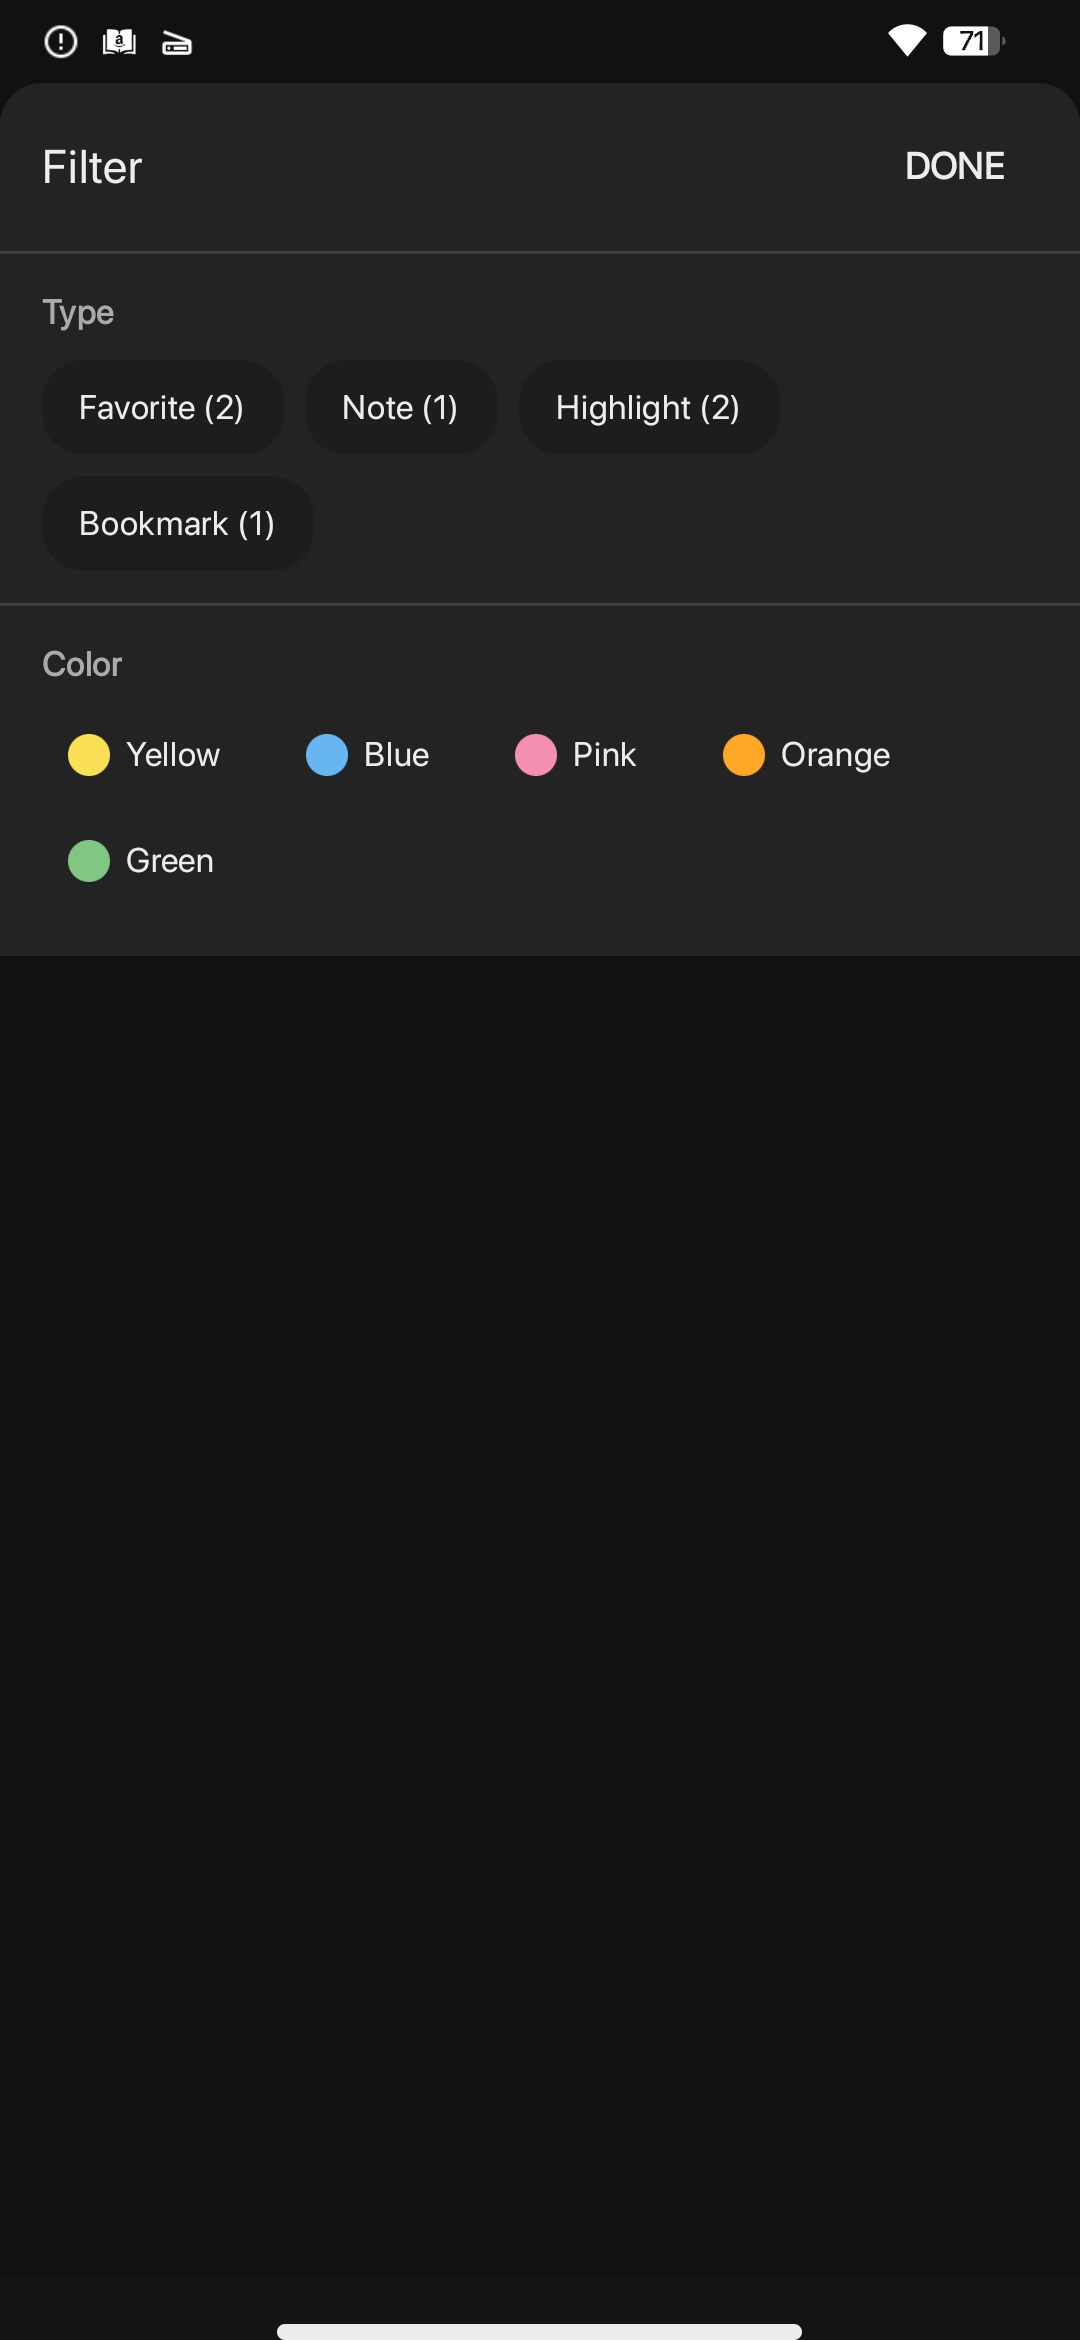 71
Filter
DONE
Type
Favorite (2)
Note (1)
Highlight (2)
Bookmark (1)
Color
Yellow
Blue
Pink
Orange
Green